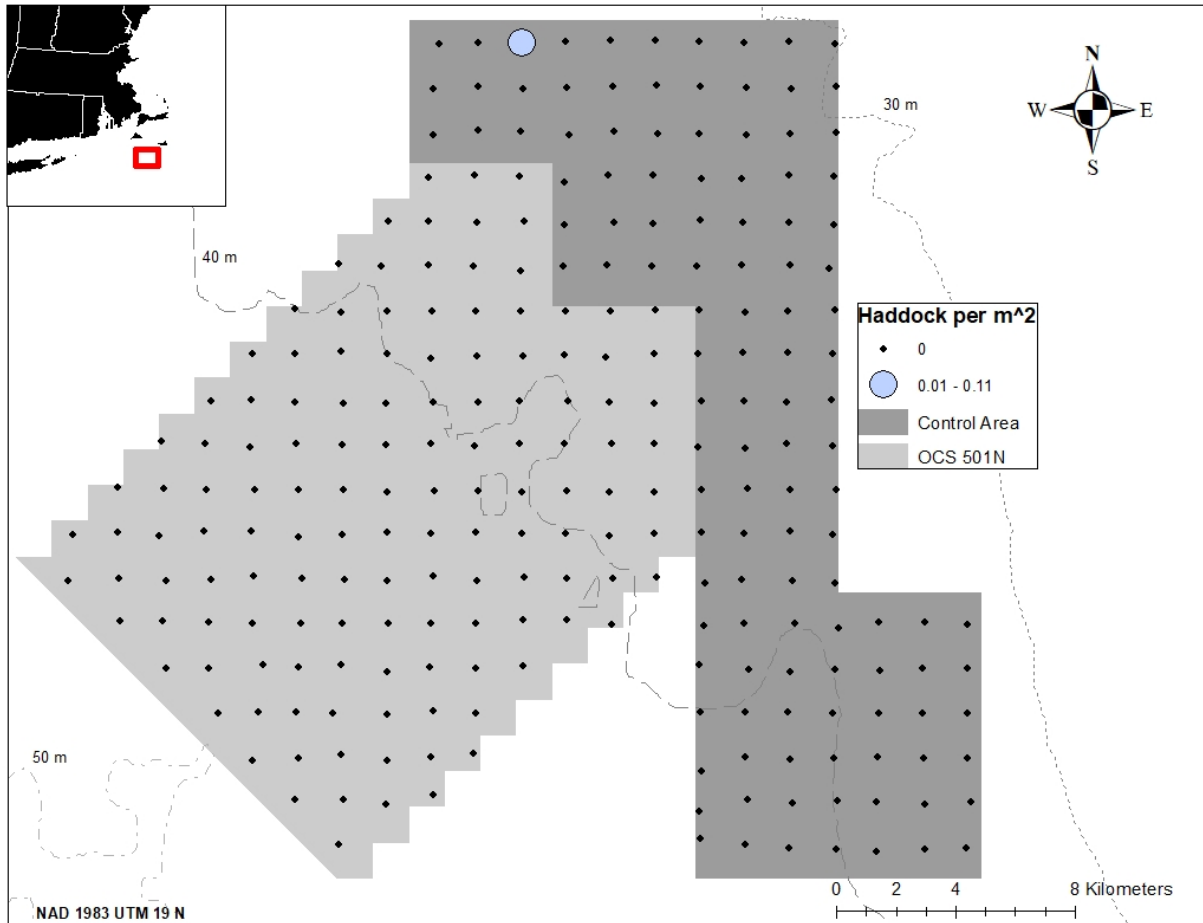 N
W E
S
30 m
40 m
Haddock per m^2
0
0.01 - 0.11
Control Area
OCS 501N
50 m
0 2 4 8 Kilometers
NAD 1983 UTM 19 N